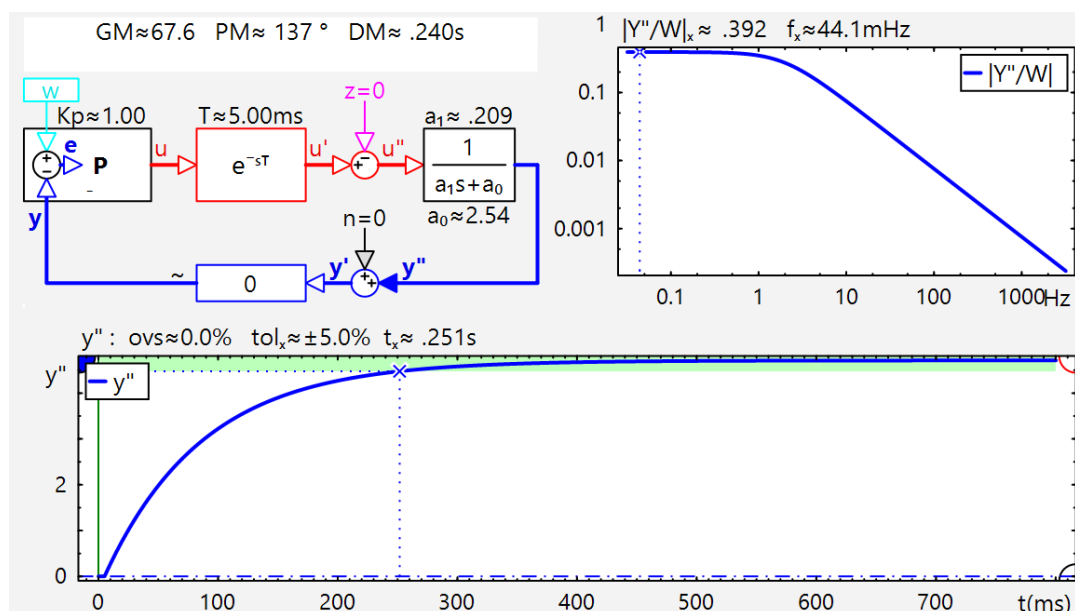 GM≈67.6 PM≈ 137 ° DM≈ .240s
w
Kp≈1.00 T≈5.00ms z=0 a₁≈ .209
+ − e P - u e⁻ˢᵀ u' + − u" 1
a₁s+a₀
a₀≈2.54
y n=0
~ 0 y' + + y"
1 |Y"/W|ₓ≈ .392 fₓ≈44.1mHz
|Y"/W|
0.1
0.01
0.001
0.1 1 10 100 1000 Hz
y" : ovs≈0.0% tolₓ≈±5.0% tₓ≈ .251s
y"
y"
2
0
0 100 200 300 400 500 600 700 t(ms)